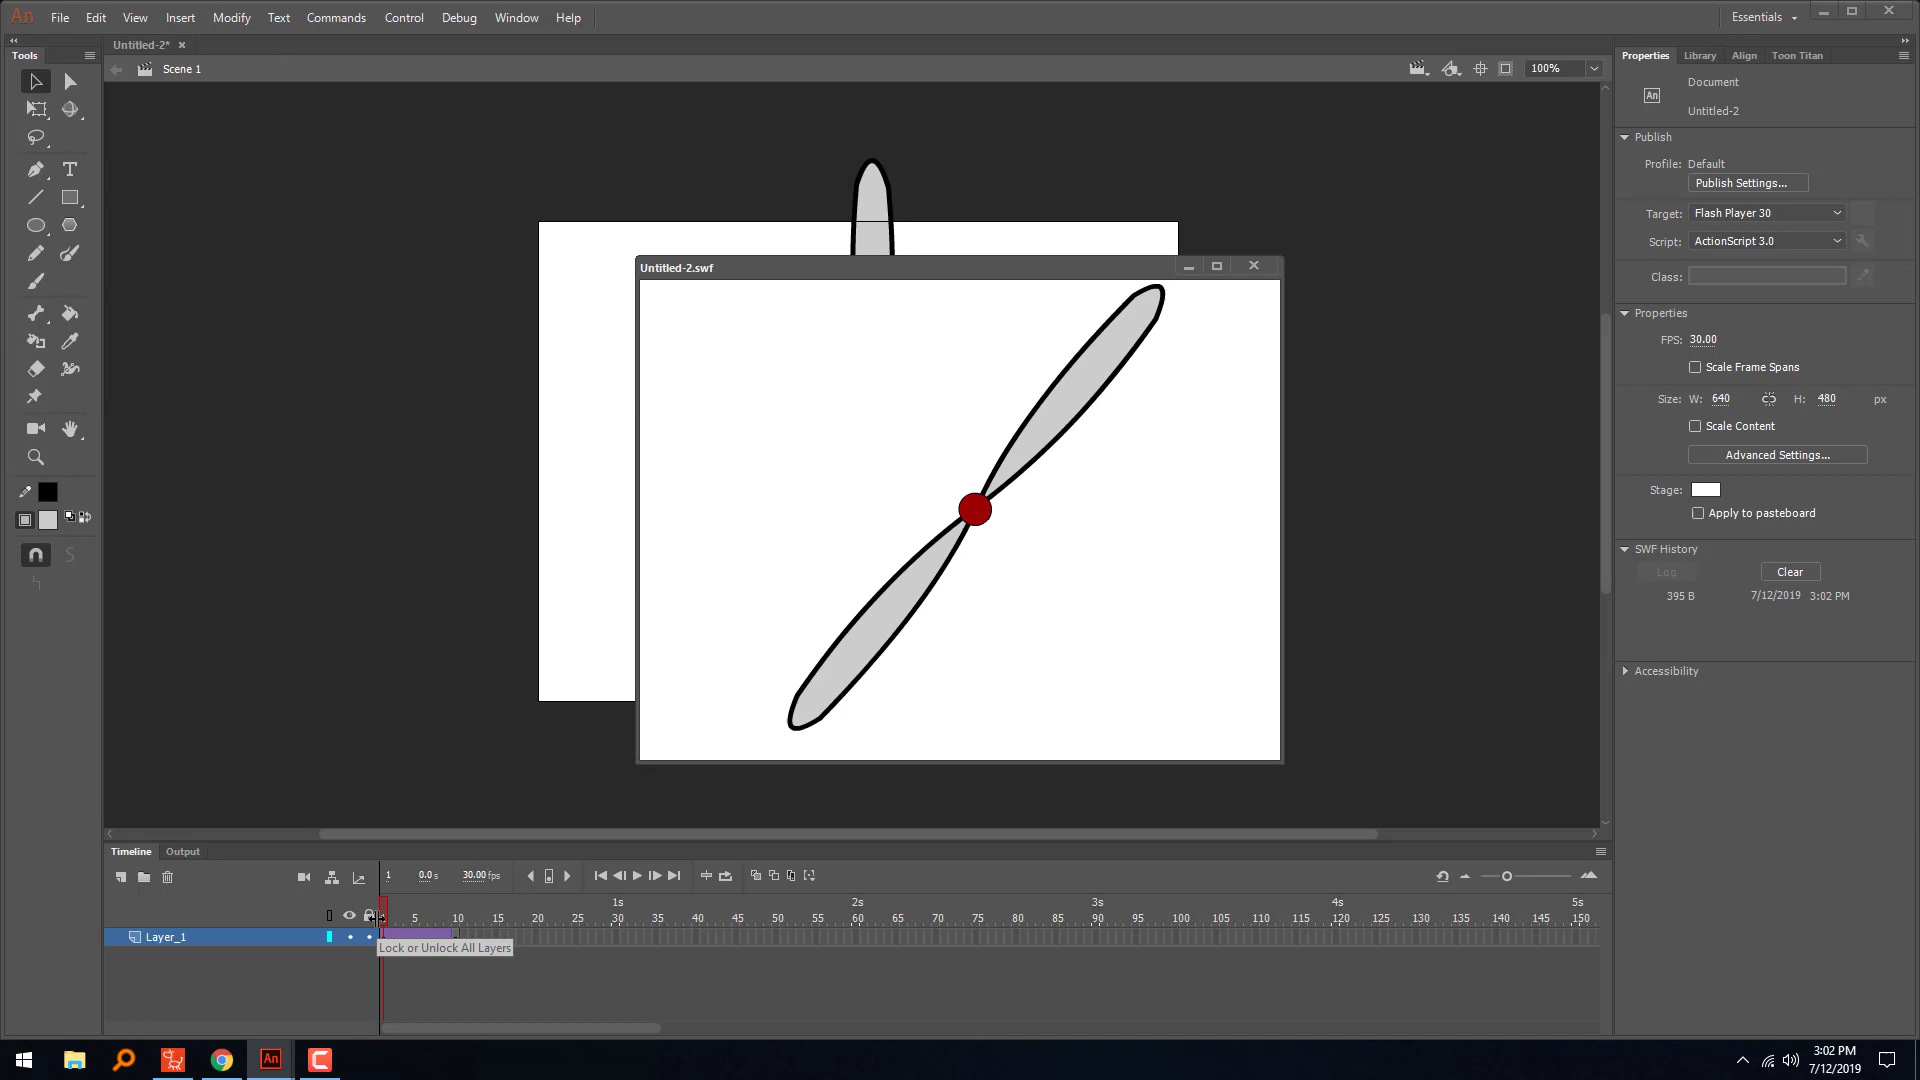 An File Edit View Insert Modify Text Commands Control Debug Window Help Essentials
Tools Untitled-2* × Properties Library Align Toon Titan
Scene 1 100%
Document
An
Untitled-2
Publish
Profile: Default
Publish Settings...
Target: Flash Player 30
Script: ActionScript 3.0
Class:
Untitled-2.swf
Properties
FPS: 30.00
Scale Frame Spans
Size: W: 640 H: 480 px
Scale Content
Advanced Settings...
Stage:
Apply to pasteboard
SWF History
Log Clear
395 B 7/12/2019 3:02 PM
Accessibility
T
Timeline Output
1 0.0 s 30.00 fps
1s 2s 3s 4s 5s
5 10 15 20 25 30 35 40 45 50 55 60 65 70 75 80 85 90 95 100 105 110 115 120 125 130 135 140 145 150
Layer_1
Lock or Unlock All Layers
An
3:02 PM
7/12/2019